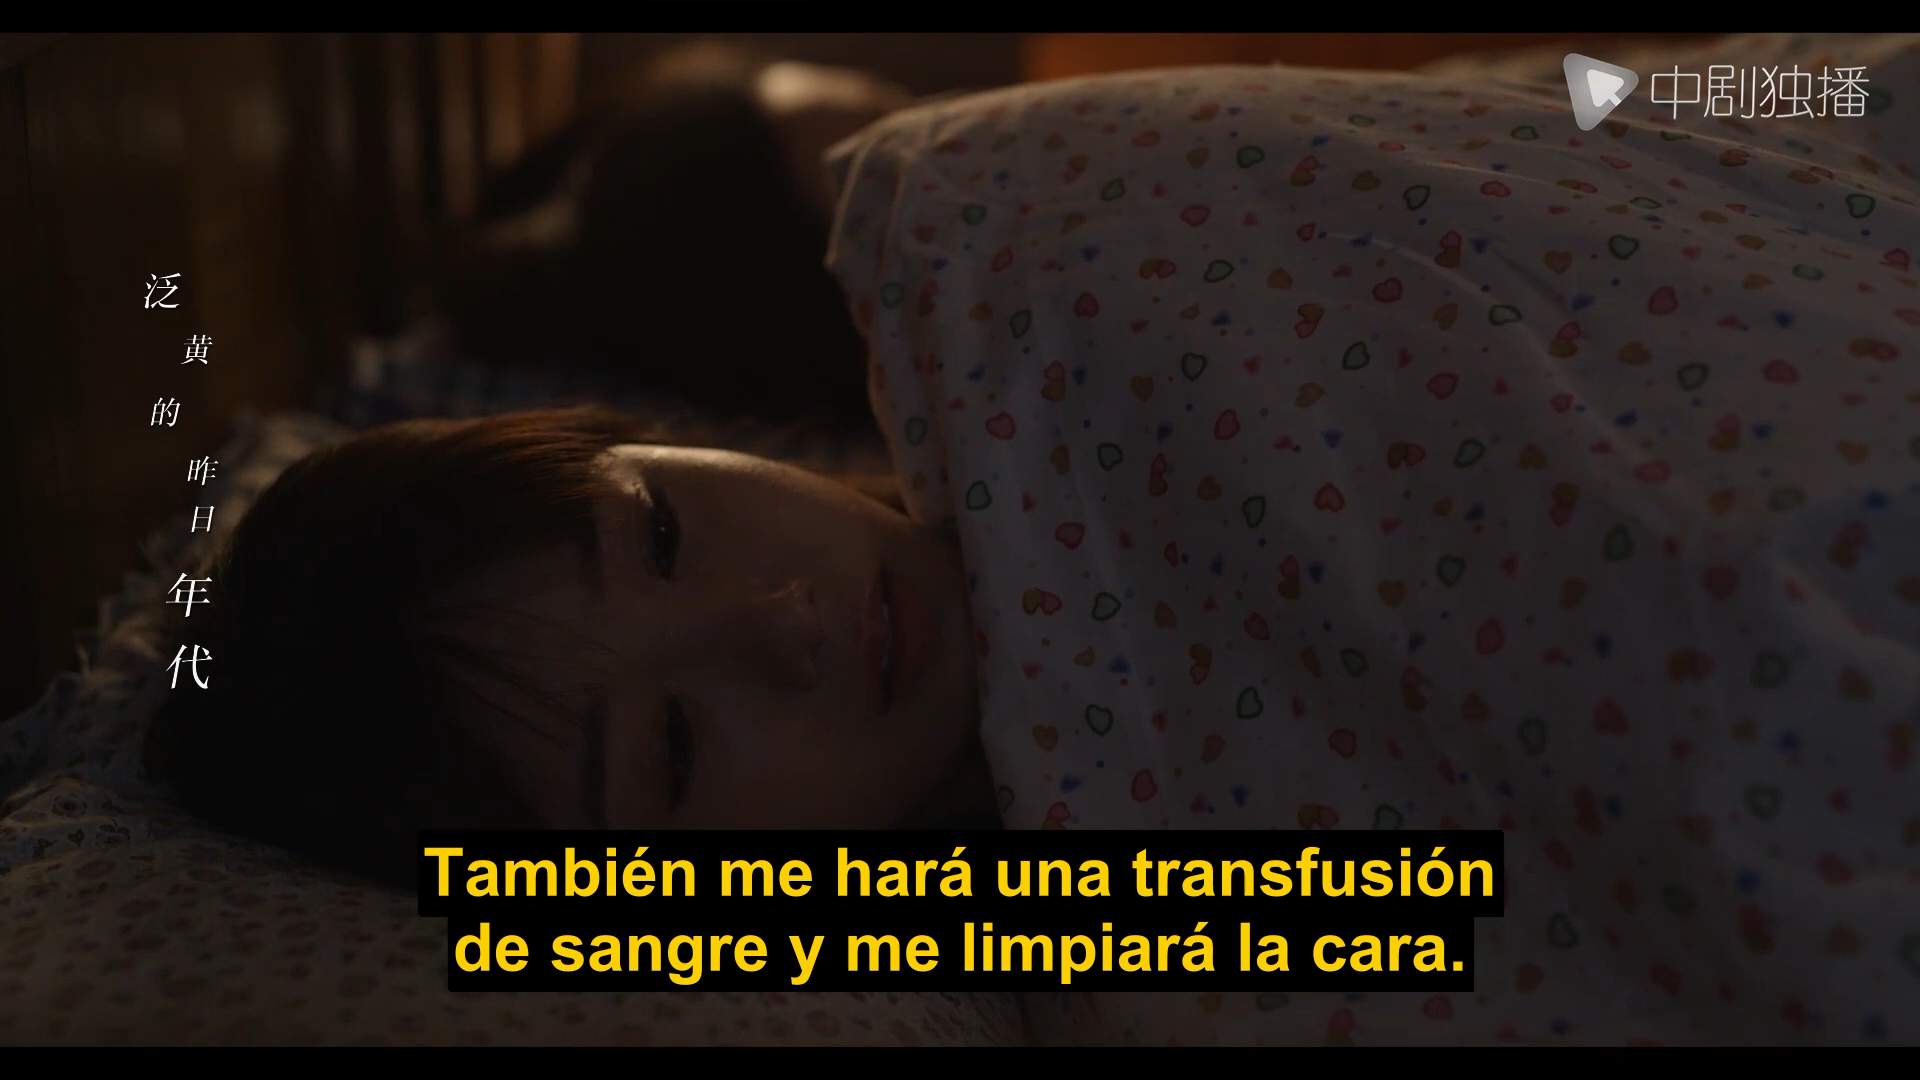 中剧独播
泛
黄
的
昨
日
年
代
También me hará una transfusión
de sangre y me limpiará la cara.